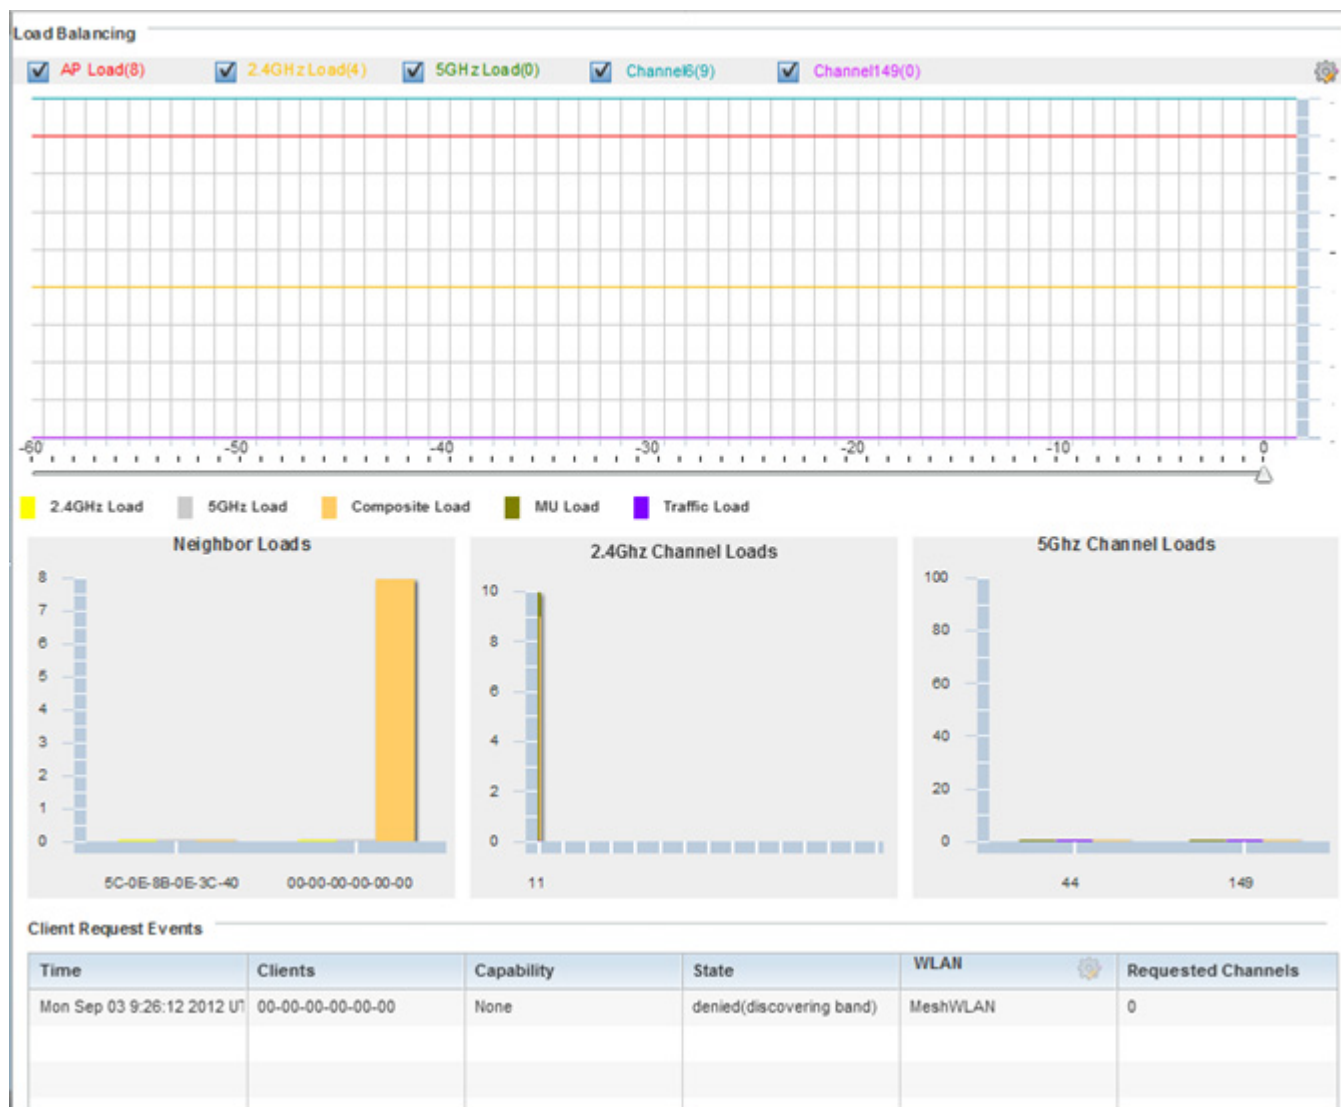 Load Balancing
AP Load(8) 2.4GHz Load(4) 5GHz Load(0) Channel6(9) Channel149(0)
-60 -50 -40 -30 -20 -10 0
2.4GHz Load 5GHz Load Composite Load MU Load Traffic Load
Neighbor Loads
8
7
6
5
4
3
2
1
0
5C-0E-8B-0E-3C-40 00-00-00-00-00-00
2.4Ghz Channel Loads
10
8
6
4
2
0
11
5Ghz Channel Loads
100
80
60
40
20
0
44 149
Client Request Events
Time Clients Capability State WLAN Requested Channels
Mon Sep 03 9:26:12 2012 UT 00-00-00-00-00-00 None denied(discovering band) MeshWLAN 0